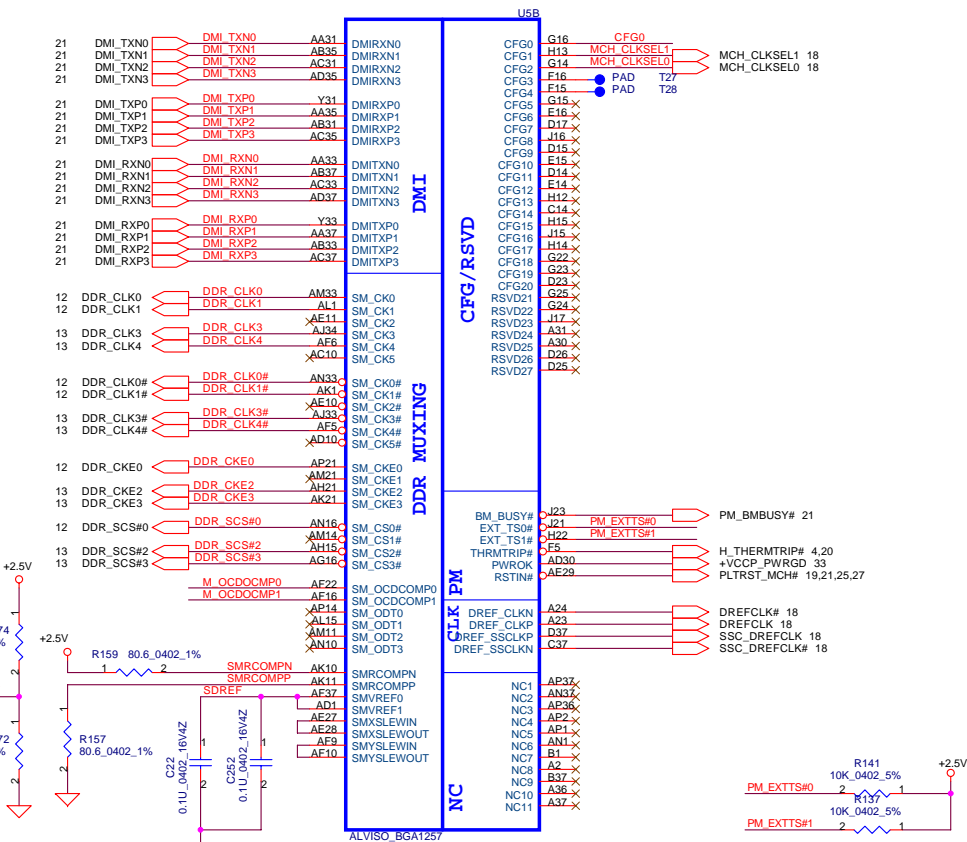 U5B
21 DMI_TXN0 DMI_TXN0 AA31 DMIRXN0
21 DMI_TXN1 DMI_TXN1 AB35 DMIRXN1
21 DMI_TXN2 DMI_TXN2 AC31 DMIRXN2
21 DMI_TXN3 DMI_TXN3 AD35 DMIRXN3
21 DMI_TXP0 DMI_TXP0 Y31 DMIRXP0
21 DMI_TXP1 DMI_TXP1 AA35 DMIRXP1
21 DMI_TXP2 DMI_TXP2 AB31 DMIRXP2
21 DMI_TXP3 DMI_TXP3 AC35 DMIRXP3
21 DMI_RXN0 DMI_RXN0 AA33 DMITXN0
21 DMI_RXN1 DMI_RXN1 AB37 DMITXN1
21 DMI_RXN2 DMI_RXN2 AC33 DMITXN2
21 DMI_RXN3 DMI_RXN3 AD37 DMITXN3
21 DMI_RXP0 DMI_RXP0 Y33 DMITXP0
21 DMI_RXP1 DMI_RXP1 AA37 DMITXP1
21 DMI_RXP2 DMI_RXP2 AB33 DMITXP2
21 DMI_RXP3 DMI_RXP3 AC37 DMITXP3
DMI
12 DDR_CLK0 DDR_CLK0 AM33 SM_CK0
12 DDR_CLK1 DDR_CLK1 AL1 SM_CK1
AE11 SM_CK2
13 DDR_CLK3 DDR_CLK3 AJ34 SM_CK3
13 DDR_CLK4 DDR_CLK4 AF6 SM_CK4
AC10 SM_CK5
12 DDR_CLK0# DDR_CLK0# AN33 SM_CK0#
12 DDR_CLK1# DDR_CLK1# AK1 SM_CK1#
AE10 SM_CK2#
13 DDR_CLK3# DDR_CLK3# AJ33 SM_CK3#
13 DDR_CLK4# DDR_CLK4# AF5 SM_CK4#
AD10 SM_CK5#
12 DDR_CKE0 DDR_CKE0 AP21 SM_CKE0
AM21 SM_CKE1
13 DDR_CKE2 DDR_CKE2 AH21 SM_CKE2
13 DDR_CKE3 DDR_CKE3 AK21 SM_CKE3
12 DDR_SCS#0 DDR_SCS#0 AN16 SM_CS0#
AM14 SM_CS1#
13 DDR_SCS#2 DDR_SCS#2 AH15 SM_CS2#
13 DDR_SCS#3 DDR_SCS#3 AG16 SM_CS3#
M_OCDOCMP0 AF22 SM_OCDCOMP0
M_OCDOCMP1 AF16 SM_OCDCOMP1
AP14 SM_ODT0
AL15 SM_ODT1
AM11 SM_ODT2
AN10 SM_ODT3
SMRCOMPN AK10 SMRCOMPN
SMRCOMPP AK11 SMRCOMPP
SDREF AF37 SMVREF0
AD1 SMVREF1
AE27 SMXSLEWIN
AE28 SMXSLEWOUT
AF9 SMYSLEWIN
AF10 SMYSLEWOUT
DDR MUXING
CFG0 G16 CFG0
CFG1 H13 MCH_CLKSEL1 MCH_CLKSEL1 18
CFG2 G14 MCH_CLKSEL0 MCH_CLKSEL0 18
CFG3 F16 PAD T27
CFG4 F15 PAD T28
CFG5 G15
CFG6 E16
CFG7 D17
CFG8 J16
CFG9 D15
CFG10 E15
CFG11 D14
CFG12 E14
CFG13 H12
CFG14 C14
CFG15 H15
CFG16 J15
CFG17 H14
CFG18 G22
CFG19 G23
CFG20 D23
RSVD21 G25
RSVD22 G24
RSVD23 J17
RSVD24 A31
RSVD25 A30
RSVD26 D26
RSVD27 D25
CFG/RSVD
BM_BUSY# J23 PM_BMBUSY# 21
EXT_TS0# J21 PM_EXTTS#0
EXT_TS1# H22 PM_EXTTS#1
THRMTRIP# F5 H_THERMTRIP# 4,20
PWROK AD30 +VCCP_PWRGD 33
RSTIN# AE29 PLTRST_MCH# 19,21,25,27
PM
DREF_CLKN A24 DREFCLK# 18
DREF_CLKP A23 DREFCLK 18
DREF_SSCLKP D37 SSC_DREFCLK 18
DREF_SSCLKN C37 SSC_DREFCLK# 18
CLK
NC1 AP37
NC2 AN37
NC3 AP36
NC4 AP2
NC5 AP1
NC6 AN1
NC7 B1
NC8 A2
NC9 B37
NC10 A36
NC11 A37
NC
ALVISO_BGA1257
+2.5V
1
2
1
2
+2.5V
R159 80.6_0402_1%
1 2
R157
80.6_0402_1%
1
2
C22
0.1U_0402_16V4Z
1
2
C252
0.1U_0402_16V4Z
1
2
R141
10K_0402_5%
+2.5V
PM_EXTTS#0 2 1
R137
10K_0402_5%
PM_EXTTS#1 2 1